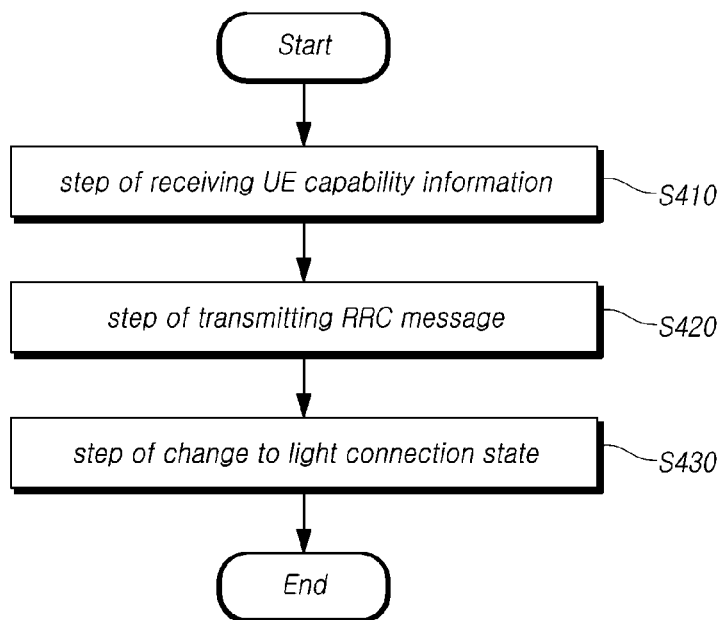 Start
step of receiving UE capability information
S410
step of transmitting RRC message
S420
step of change to light connection state
S430
End